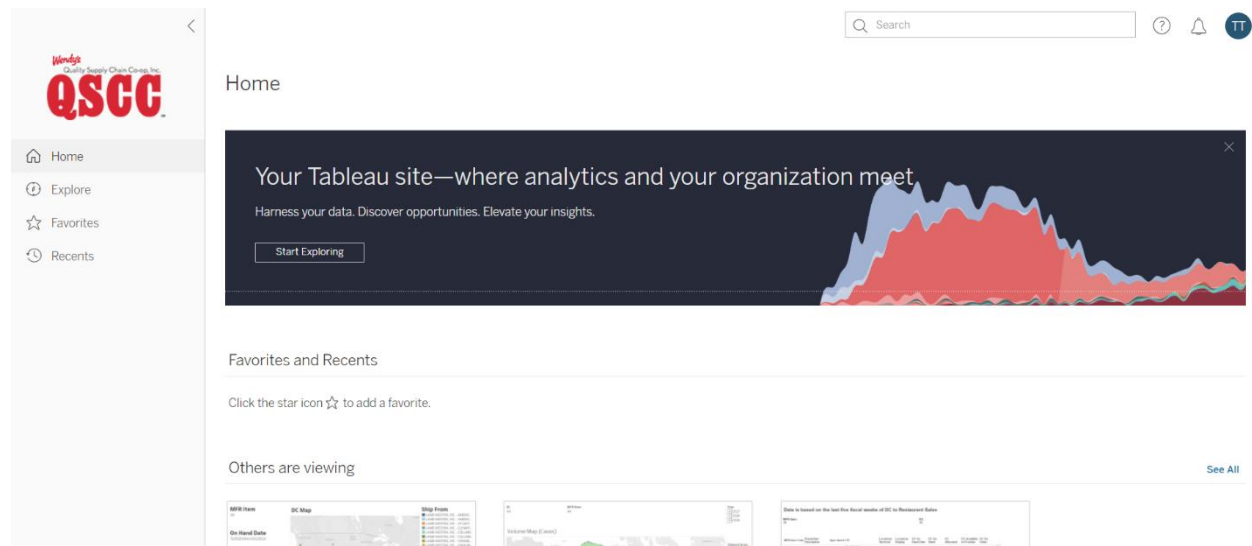 Search
TT
Wendy's
Quality Supply Chain Co-op, Inc.
QSCC
Home
Home
Explore
Favorites
Recents
Your Tableau site—where analytics and your organization meet
Harness your data. Discover opportunities. Elevate your insights.
Start Exploring
Favorites and Recents
Click the star icon to add a favorite.
Others are viewing
See All
MFR Item
DC Map
Ship From
On Hand Date
Volume Map (Cases)
Data is based on the last five fiscal weeks of DC to Restaurant Sales